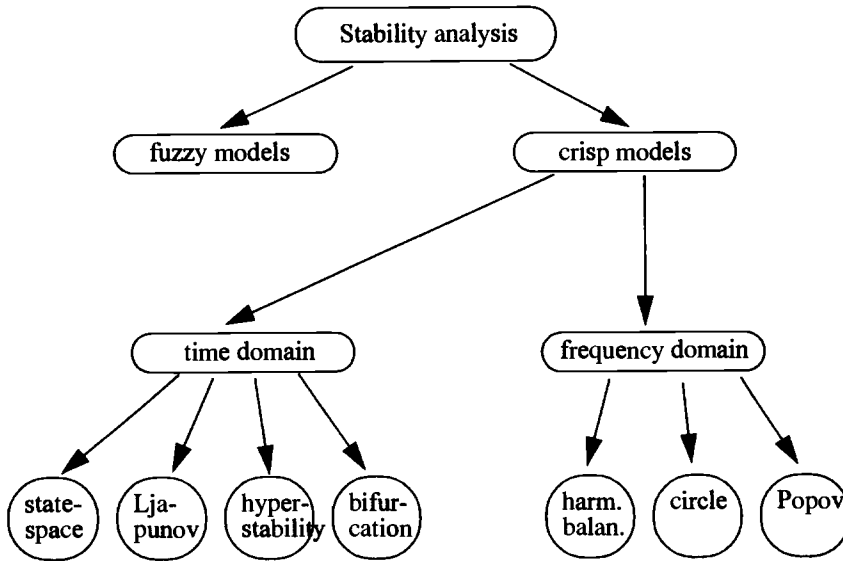 Stability analysis
fuzzy models
crisp models
time domain
frequency domain
state-
space
Lja-
punov
hyper-
stability
bifur-
cation
harm.
balan.
circle
Popov